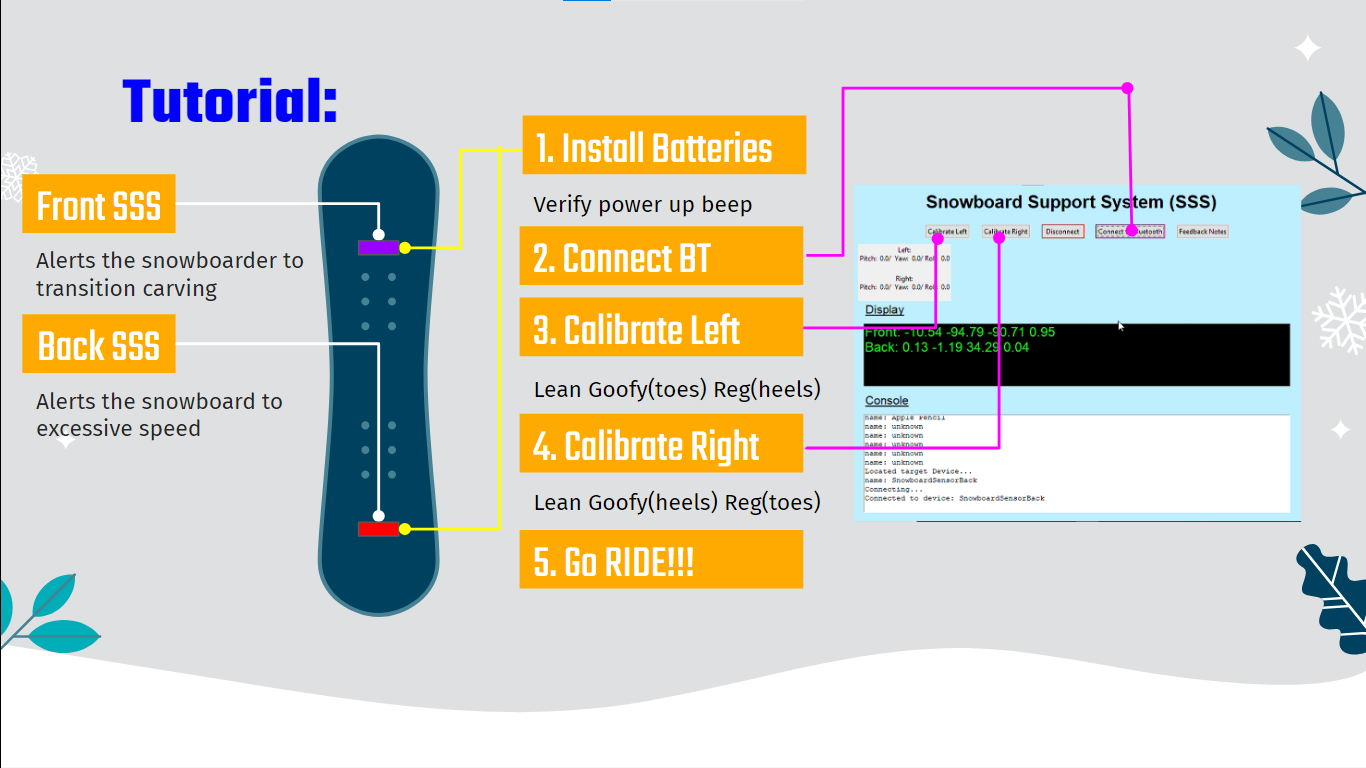 Tutorial:
Front SSS
Alerts the snowboarder to
transition carving
Back SSS
Alerts the snowboard to
excessive speed
1. Install Batteries
Verify power up beep
2. Connect BT
3. Calibrate Left
Lean Goofy(toes) Reg(heels)
4. Calibrate Right
Lean Goofy(heels) Reg(toes)
5. Go RIDE!!!
Snowboard Support System (SSS)
Calibrate Left
Calibrate Right
Disconnect
Connect Bluetooth
Feedback Notes
Left:
Pitch: 0.0/ Yaw: 0.0/ Roll: 0.0
Right:
Pitch: 0.0/ Yaw: 0.0/ Roll: 0.0
Display
Front: -10.54 -94.79 -90.71 0.95
Back: 0.13 -1.19 34.29 0.04
Console
name: Apple Pencil
name: unknown
name: unknown
name: unknown
name: unknown
name: unknown
Located target Device...
name: SnowboardSensorBack
Connecting...
Connected to device: SnowboardSensorBack